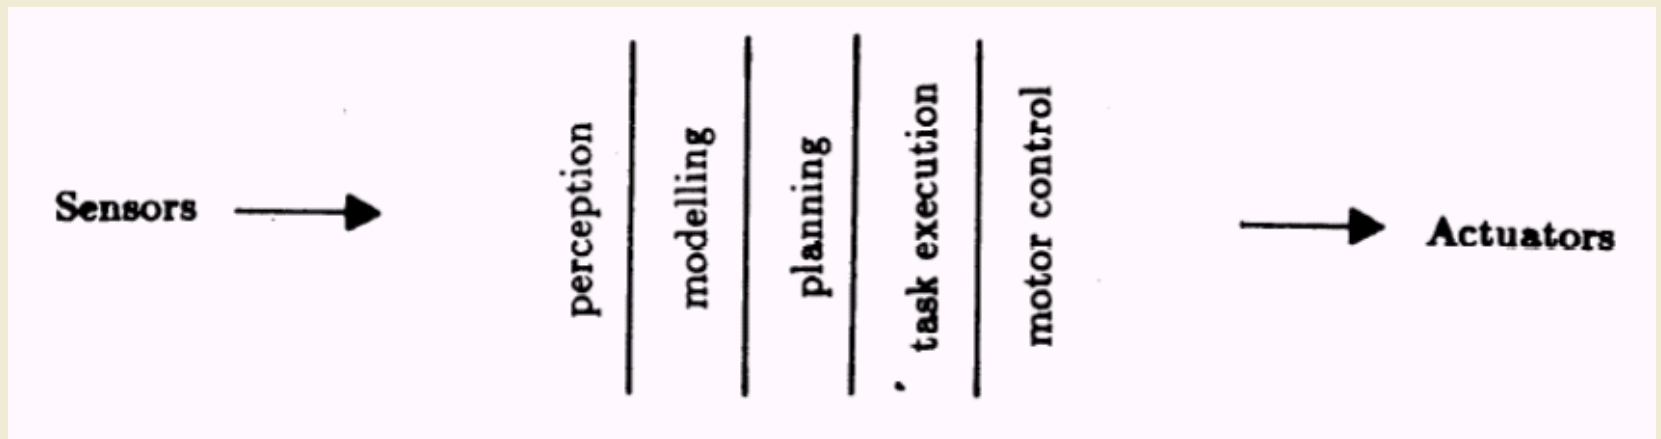 Sensors
perception
modelling
planning
task execution
motor control
Actuators